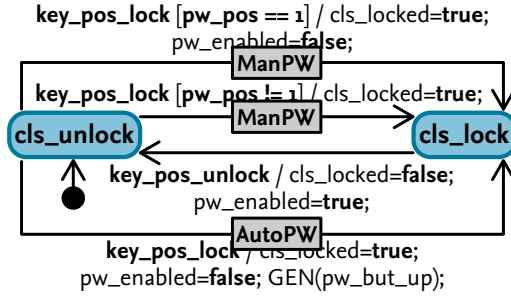 key_pos_lock [pw_pos == 1] / cls_locked=true;
pw_enabled=false;
ManPW
key_pos_lock [pw_pos != 1] / cls_locked=true;
ManPW
cls_unlock
cls_lock
key_pos_unlock / cls_locked=false;
pw_enabled=true;
AutoPW
key_pos_lock / cls_locked=true;
pw_enabled=false; GEN(pw_but_up);